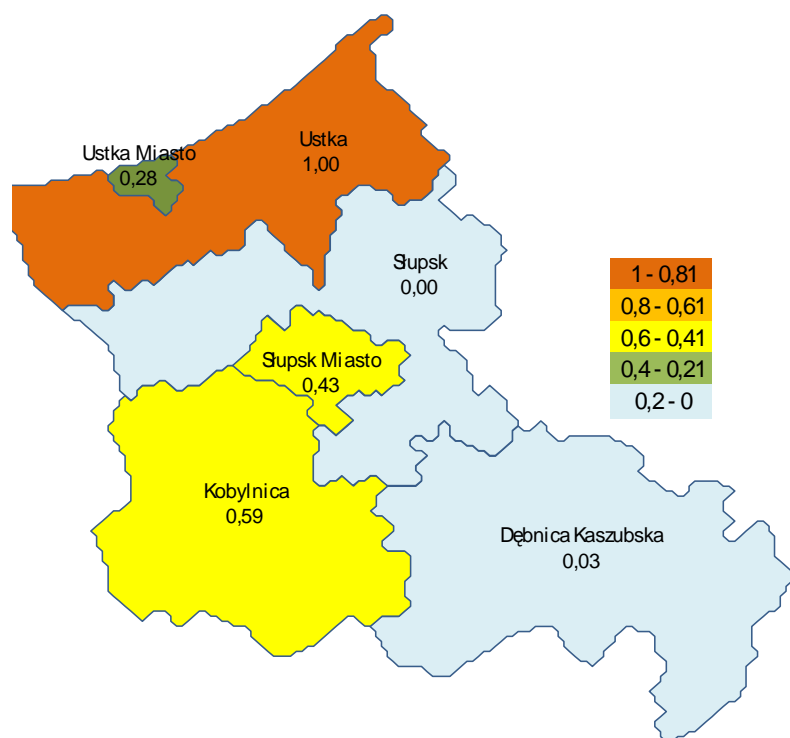 Ustka Miasto
0,28
Ustka
1,00
Słupsk
0,00
1 - 0,81
0,8 - 0,61
0,6 - 0,41
0,4 - 0,21
0,2 - 0
Słupsk Miasto
0,43
Kobylnica
0,59
Dębnica Kaszubska
0,03